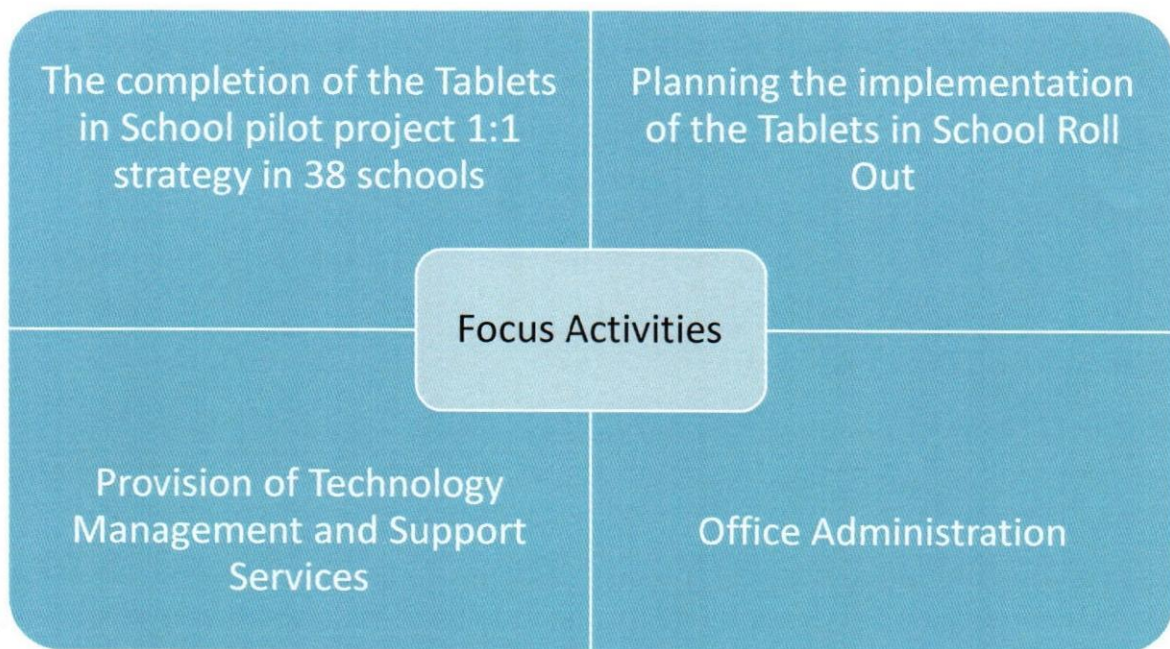 The completion of the Tablets
in School pilot project 1:1
strategy in 38 schools
Planning the implementation
of the Tablets in School Roll
Out
Focus Activities
Provision of Technology
Management and Support
Services
Office Administration